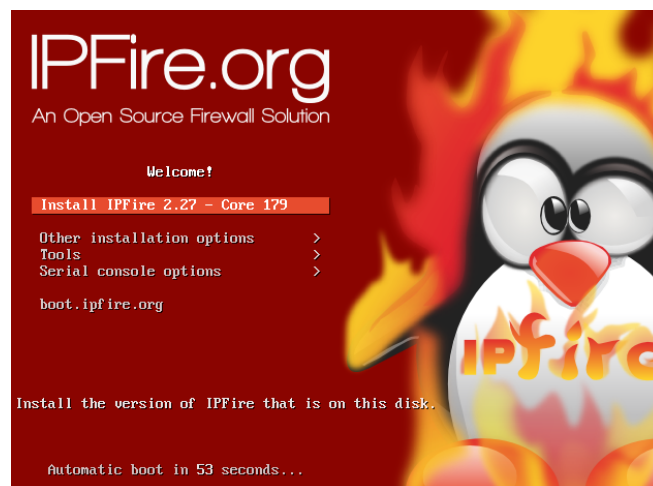 IPFire.org
An Open Source Firewall Solution
Welcome!
Install IPFire 2.27 - Core 179
Other installation options >
Tools >
Serial console options >
boot.ipfire.org
IPfire
Install the version of IPFire that is on this disk.
Automatic boot in 53 seconds...